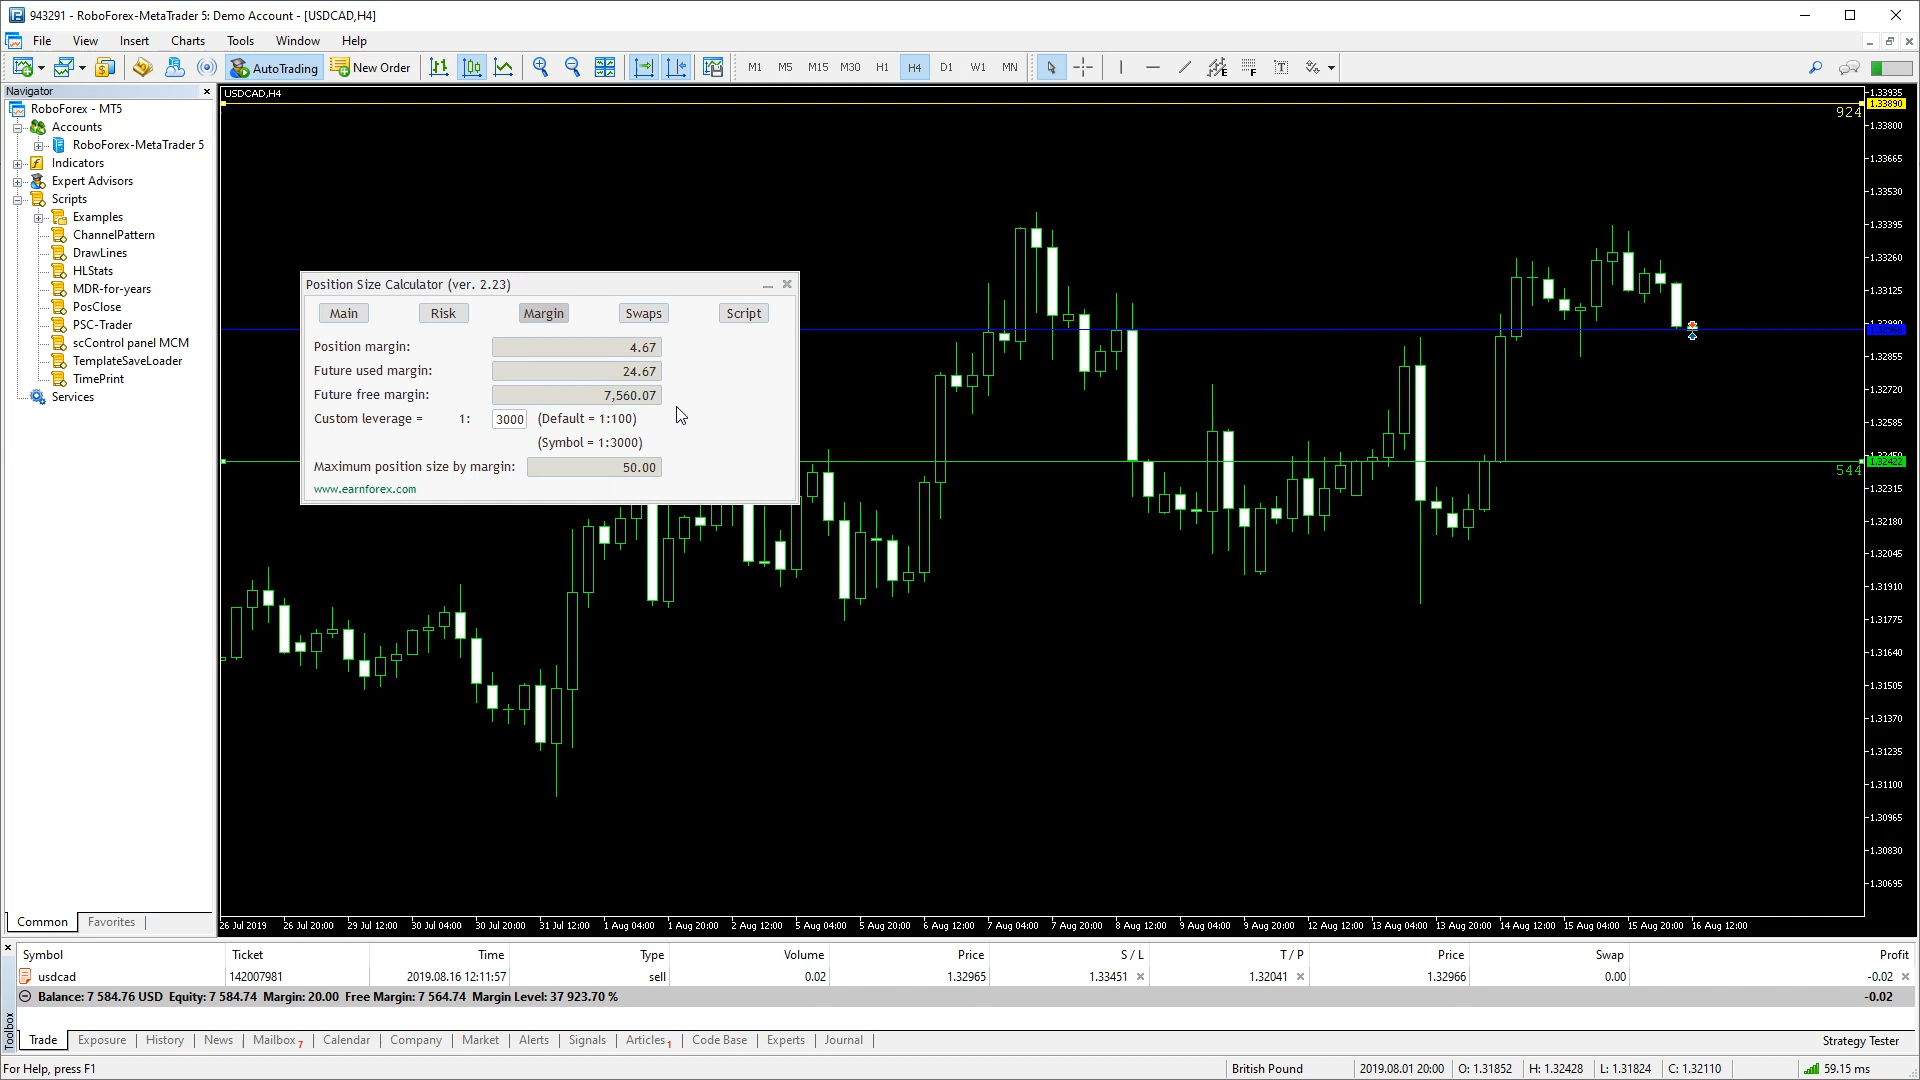 943291 - RoboForex-MetaTrader 5: Demo Account - [USDCAD,H4]
File View Insert Charts Tools Window Help
AutoTrading New Order M1 M5 M15 M30 H1 H4 D1 W1 MN
Navigator
RoboForex - MT5
Accounts
RoboForex-MetaTrader 5
Indicators
Expert Advisors
Scripts
Examples
ChannelPattern
DrawLines
HLStats
MDR-for-years
PosClose
PSC-Trader
scControl panel MCM
TemplateSaveLoader
TimePrint
Services
Common Favorites
USDCAD,H4
924
544
Position Size Calculator (ver. 2.23)
Main Risk Margin Swaps Script
Position margin: 4.67
Future used margin: 24.67
Future free margin: 7,560.07
Custom leverage = 1: 3000 (Default = 1:100)
(Symbol = 1:3000)
Maximum position size by margin: 50.00
www.earnforex.com
1.33935
1.33890
1.33800
1.33665
1.33530
1.33395
1.33260
1.33125
1.32990
1.32855
1.32720
1.32585
1.32450
1.32422
1.32315
1.32180
1.32045
1.31910
1.31775
1.31640
1.31505
1.31370
1.31235
1.31100
1.30965
1.30830
1.30695
26 Jul 2019 26 Jul 20:00 29 Jul 12:00 30 Jul 04:00 30 Jul 20:00 31 Jul 12:00 1 Aug 04:00 1 Aug 20:00 2 Aug 12:00 5 Aug 04:00 5 Aug 20:00 6 Aug 12:00 7 Aug 04:00 7 Aug 20:00 8 Aug 12:00 9 Aug 04:00 9 Aug 20:00 12 Aug 12:00 13 Aug 04:00 13 Aug 20:00 14 Aug 12:00 15 Aug 04:00 15 Aug 20:00 16 Aug 12:00
Symbol Ticket Time Type Volume Price S / L T / P Price Swap Profit
usdcad 142007981 2019.08.16 12:11:57 sell 0.02 1.32965 1.33451 1.32041 1.32966 0.00 -0.02
Balance: 7 584.76 USD Equity: 7 584.74 Margin: 20.00 Free Margin: 7 564.74 Margin Level: 37 923.70 % -0.02
Toolbox
Trade Exposure History News Mailbox 7 Calendar Company Market Alerts Signals Articles 1 Code Base Experts Journal Strategy Tester
For Help, press F1 British Pound 2019.08.01 20:00 O: 1.31852 H: 1.32428 L: 1.31824 C: 1.32110 59.15 ms